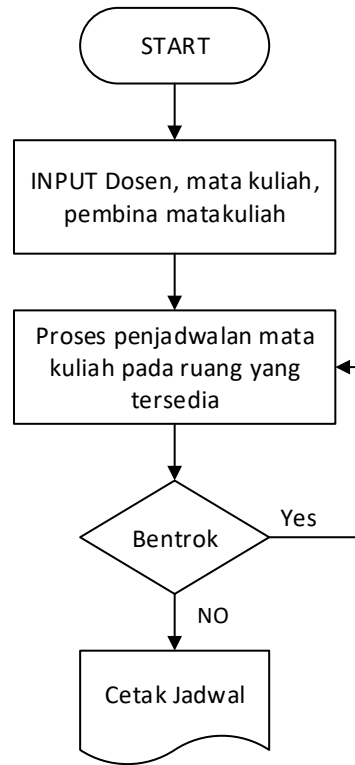 START
INPUT Dosen, mata kuliah,
pembina matakuliah
Proses penjadwalan mata
kuliah pada ruang yang
tersedia
Bentrok
Yes
NO
Cetak Jadwal